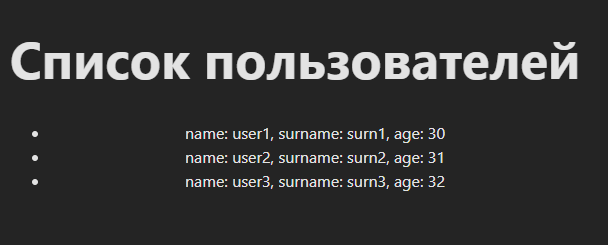 Список пользователей
name: user1, surname: surn1, age: 30
name: user2, surname: surn2, age: 31
name: user3, surname: surn3, age: 32